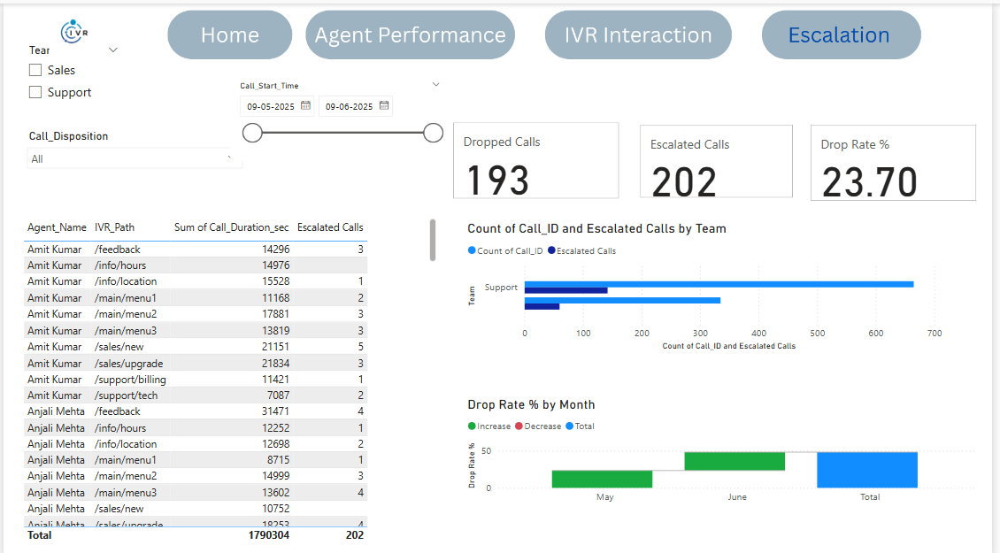 IVR
Home
Agent Performance
IVR Interaction
Escalation
Sales
Support
Call_Start_Time
09-05-2025
09-06-2025
Call_Disposition
All
Dropped Calls
193
Escalated Calls
202
Drop Rate %
23.70
Agent_Name IVR_Path Sum of Call_Duration_sec Escalated Calls
Amit Kumar /feedback 14296 3
Amit Kumar /info/hours 14976
Amit Kumar /info/location 15528 1
Amit Kumar /main/menu1 11168 2
Amit Kumar /main/menu2 17881 3
Amit Kumar /main/menu3 13819 3
Amit Kumar /sales/new 21151 5
Amit Kumar /sales/upgrade 21834 3
Amit Kumar /support/billing 11421 1
Amit Kumar /support/tech 7087 2
Anjali Mehta /feedback 31471 4
Anjali Mehta /info/hours 12252 1
Anjali Mehta /info/location 12698 2
Anjali Mehta /main/menu1 8715 1
Anjali Mehta /main/menu2 14999 3
Anjali Mehta /main/menu3 13602 4
Anjali Mehta /sales/new 10752
Anjali Mehta /sales/upgrade 18253 4
Total 1790304 202
Count of Call_ID and Escalated Calls by Team
Count of Call_ID Escalated Calls
Team
Support
0 100 200 300 400 500 600 700
Count of Call_ID and Escalated Calls
Drop Rate % by Month
Increase Decrease Total
Drop Rate %
50
0
May June Total